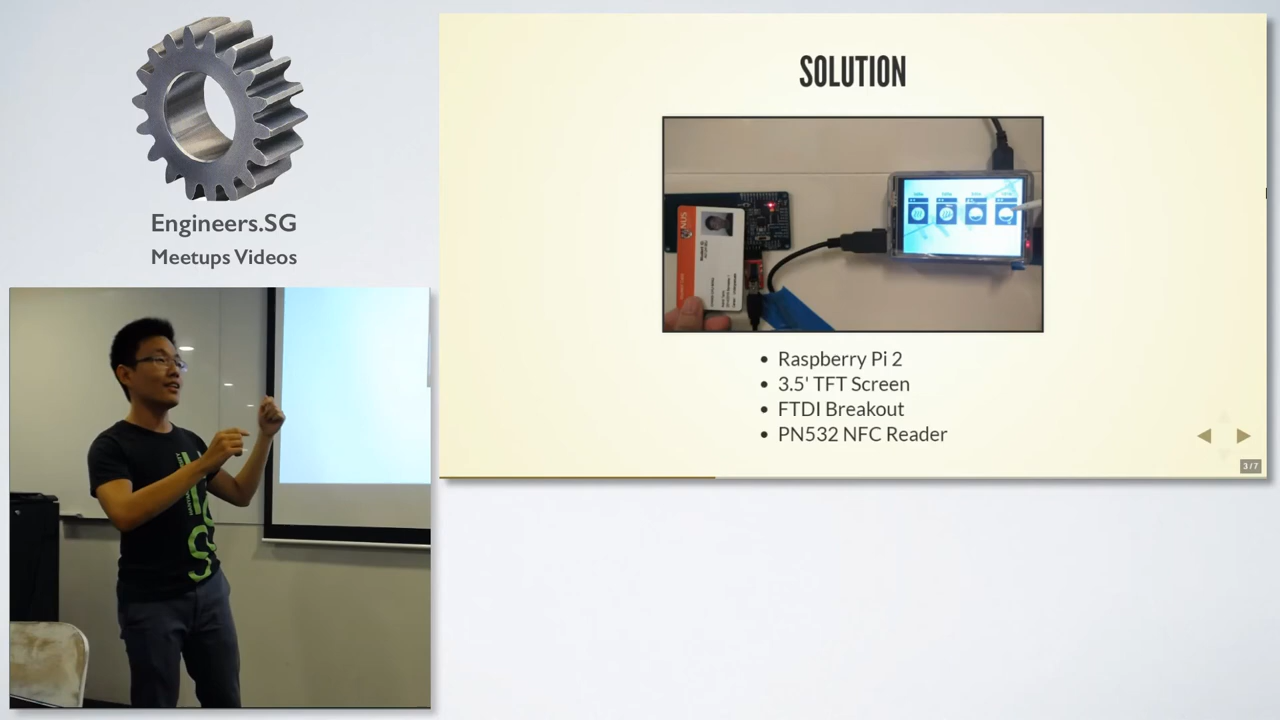 Engineers.SG
Meetups Videos
SOLUTION
NUS
• Raspberry Pi 2
• 3.5' TFT Screen
• FTDI Breakout
• PN532 NFC Reader
3/7